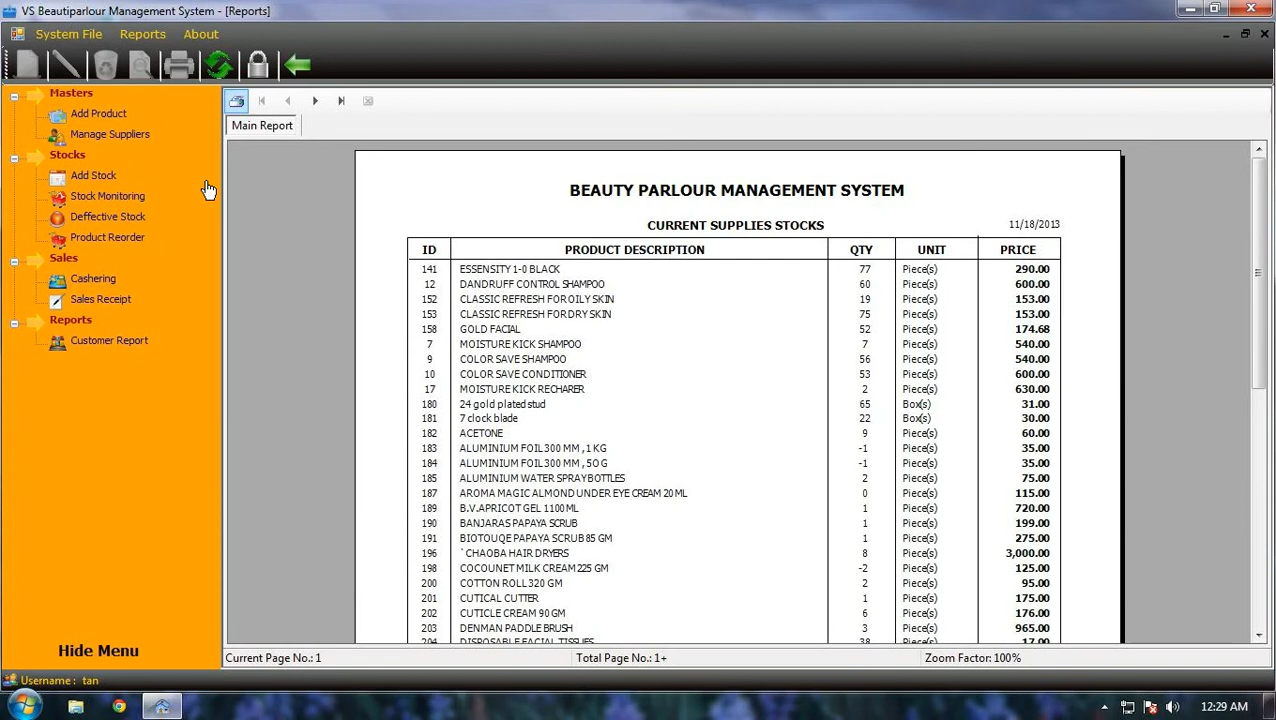 VS Beautiparlour Management System - [Reports]
System File Reports About
Masters
Add Product
Manage Suppliers
Stocks
Add Stock
Stock Monitoring
Deffective Stock
Product Reorder
Sales
Cashering
Sales Receipt
Reports
Customer Report
Hide Menu
Main Report
BEAUTY PARLOUR MANAGEMENT SYSTEM
CURRENT SUPPLIES STOCKS 11/18/2013
ID PRODUCT DESCRIPTION QTY UNIT PRICE
141 ESSENSITY 1-0 BLACK 77 Piece(s) 290.00
12 DANDRUFF CONTROL SHAMPOO 60 Piece(s) 600.00
152 CLASSIC REFRESH FOR OILY SKIN 19 Piece(s) 153.00
153 CLASSIC REFRESH FOR DRY SKIN 75 Piece(s) 153.00
158 GOLD FACIAL 52 Piece(s) 174.68
7 MOISTURE KICK SHAMPOO 7 Piece(s) 540.00
9 COLOR SAVE SHAMPOO 56 Piece(s) 540.00
10 COLOR SAVE CONDITIONER 53 Piece(s) 600.00
17 MOISTURE KICK RECHARER 2 Piece(s) 630.00
180 24 gold plated stud 65 Box(s) 31.00
181 7 clock blade 22 Box(s) 30.00
182 ACETONE 9 Piece(s) 60.00
183 ALUMINIUM FOIL 300 MM , 1 KG -1 Piece(s) 35.00
184 ALUMINIUM FOIL 300 MM , 5O G -1 Piece(s) 35.00
185 ALUMINIUM WATER SPRAY BOTTLES 2 Piece(s) 75.00
187 AROMA MAGIC ALMOND UNDER EYE CREAM 20 ML 0 Piece(s) 115.00
189 B.V.APRICOT GEL 1100 ML 1 Piece(s) 720.00
190 BANJARAS PAPAYA SCRUB 1 Piece(s) 199.00
191 BIOTOUQE PAPAYA SCRUB 85 GM 1 Piece(s) 275.00
196 `CHAOBA HAIR DRYERS 8 Piece(s) 3,000.00
198 COCOUNET MILK CREAM 225 GM -2 Piece(s) 125.00
200 COTTON ROLL 320 GM 2 Piece(s) 95.00
201 CUTICAL CUTTER 1 Piece(s) 175.00
202 CUTICLE CREAM 90 GM 6 Piece(s) 176.00
203 DENMAN PADDLE BRUSH 3 Piece(s) 965.00
204 DISPOSABLE FACIAL TISSUES 38 Piece(s) 17.00
Current Page No.: 1 Total Page No.: 1+ Zoom Factor: 100%
Username : tan
12:29 AM